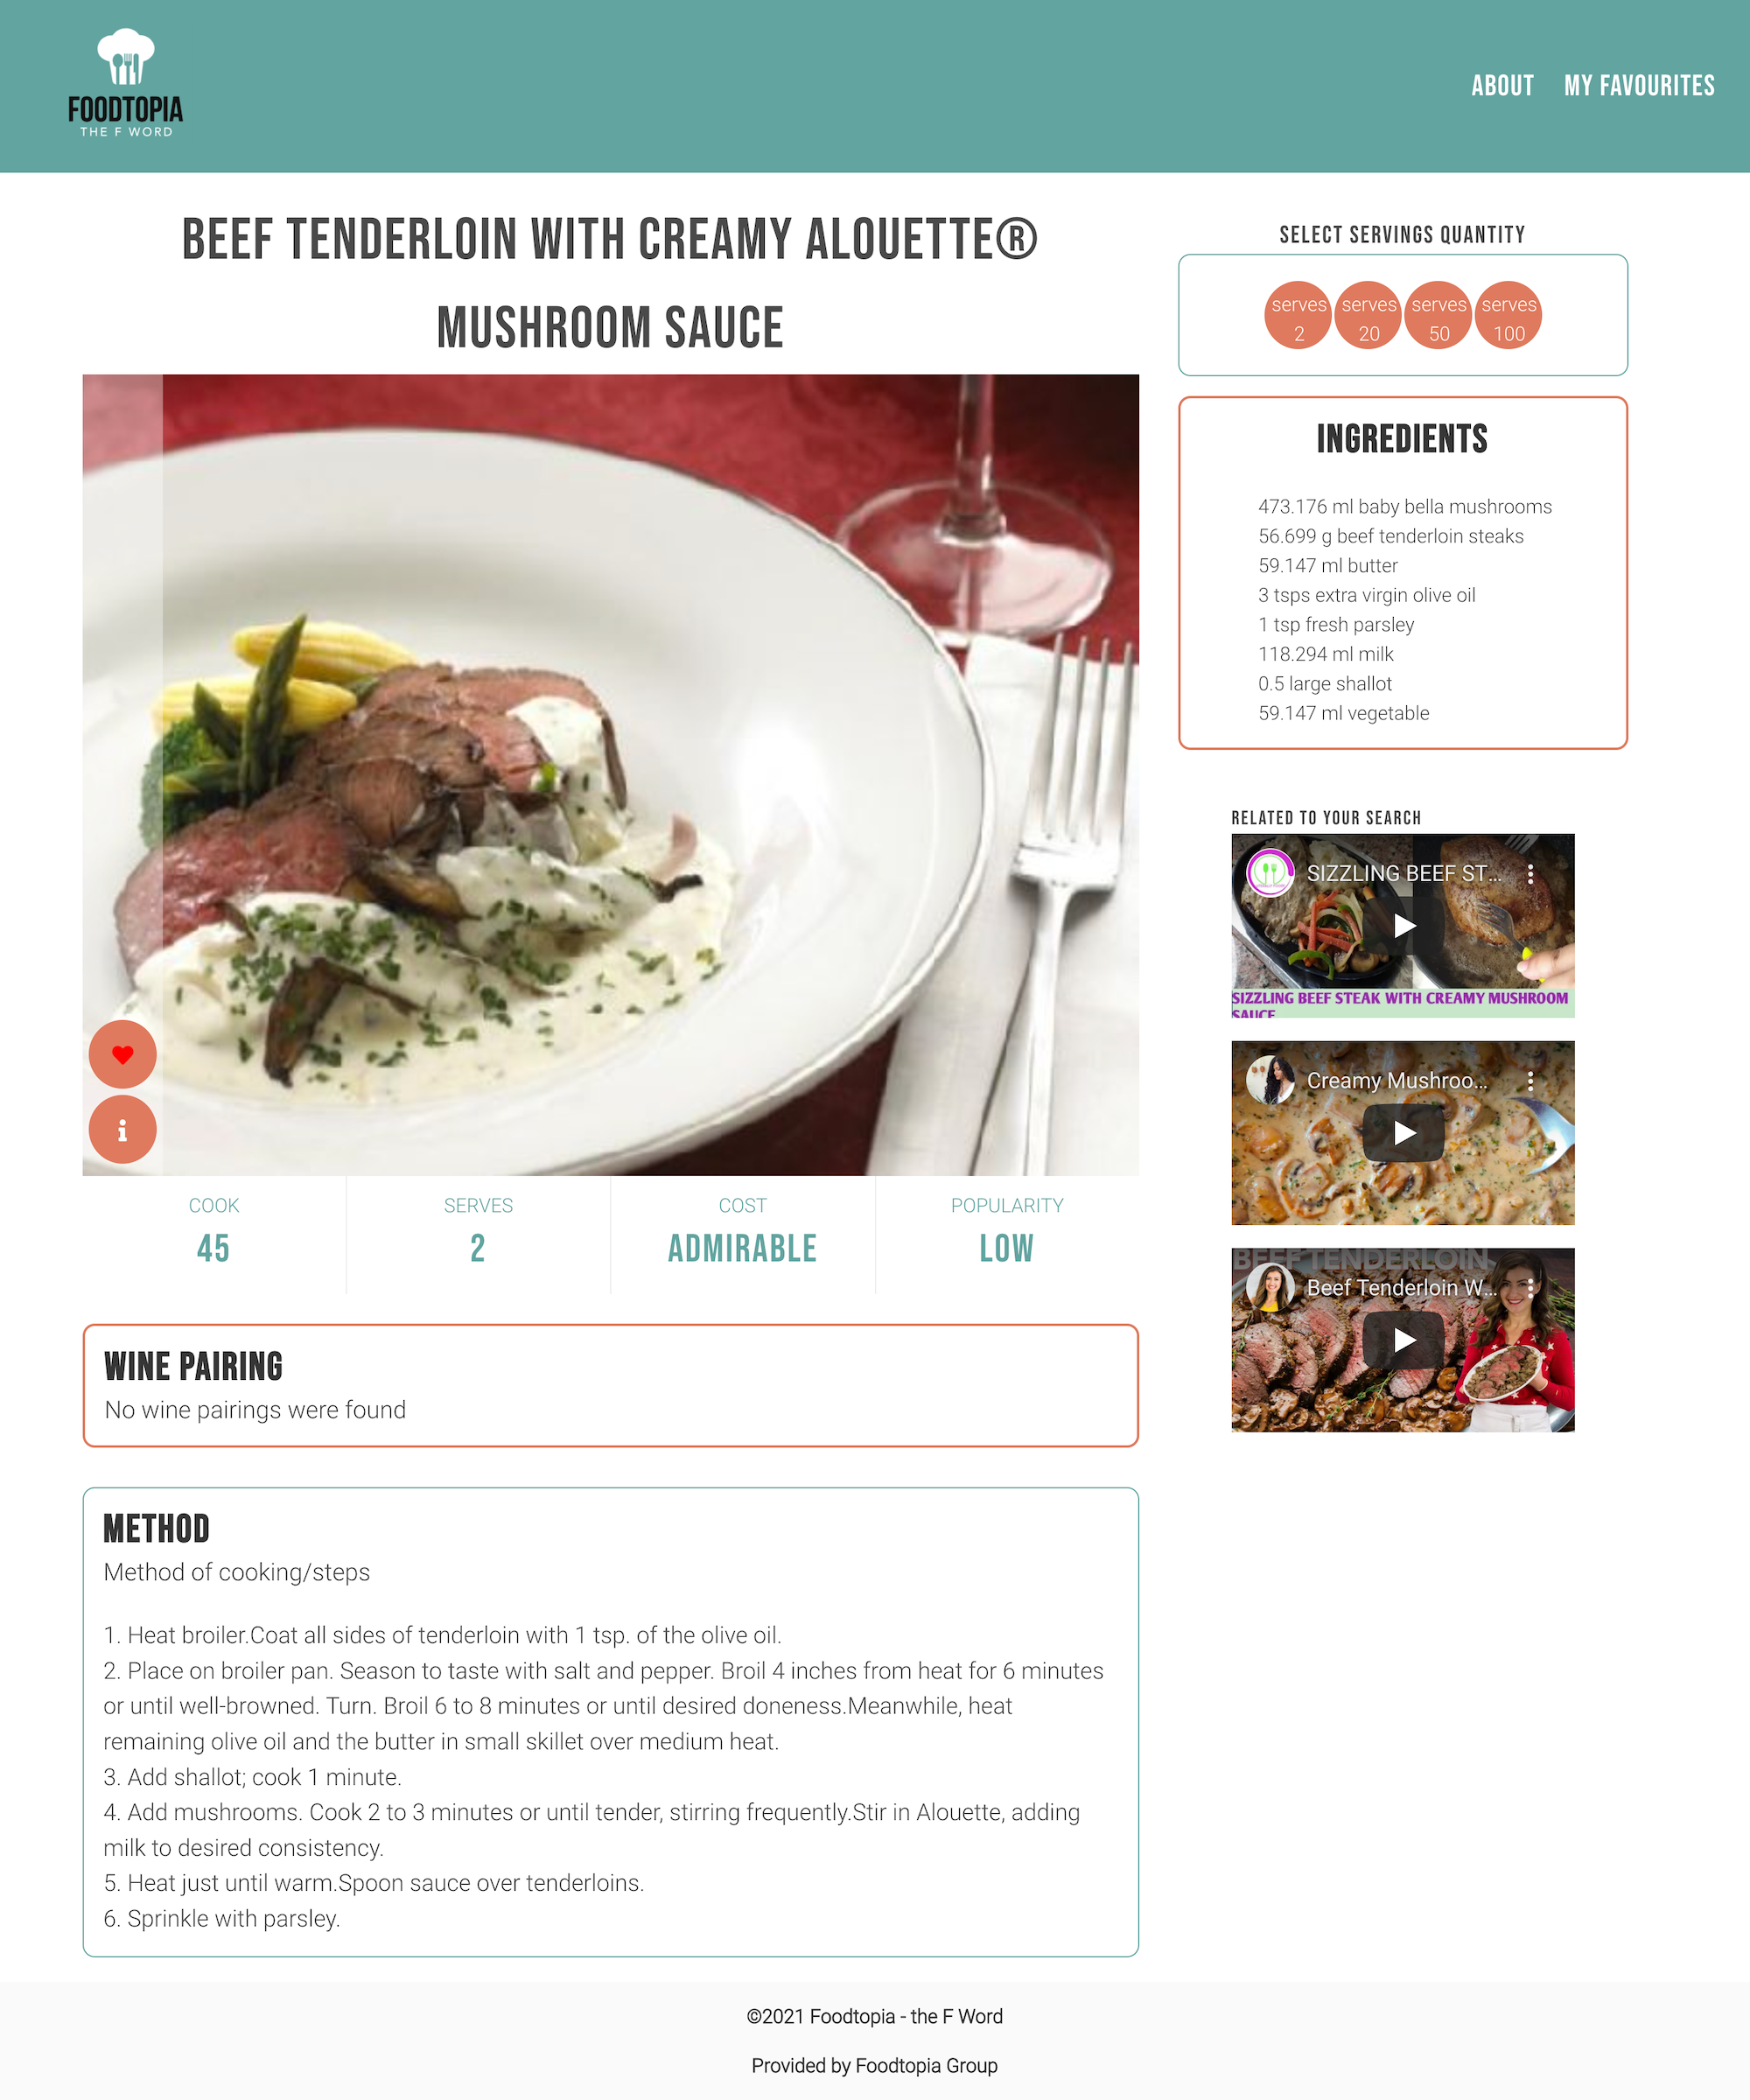 FOODTOPIA
THE F WORD
ABOUT
MY FAVOURITES
BEEF TENDERLOIN WITH CREAMY ALOUETTE®
MUSHROOM SAUCE
COOK
45
SERVES
2
COST
ADMIRABLE
POPULARITY
LOW
WINE PAIRING
No wine pairings were found
METHOD
Method of cooking/steps
1. Heat broiler.Coat all sides of tenderloin with 1 tsp. of the olive oil.
2. Place on broiler pan. Season to taste with salt and pepper. Broil 4 inches from heat for 6 minutes
or until well-browned. Turn. Broil 6 to 8 minutes or until desired doneness.Meanwhile, heat
remaining olive oil and the butter in small skillet over medium heat.
3. Add shallot; cook 1 minute.
4. Add mushrooms. Cook 2 to 3 minutes or until tender, stirring frequently.Stir in Alouette, adding
milk to desired consistency.
5. Heat just until warm.Spoon sauce over tenderloins.
6. Sprinkle with parsley.
SELECT SERVINGS QUANTITY
serves
2
serves
20
serves
50
serves
100
INGREDIENTS
473.176 ml baby bella mushrooms
56.699 g beef tenderloin steaks
59.147 ml butter
3 tsps extra virgin olive oil
1 tsp fresh parsley
118.294 ml milk
0.5 large shallot
59.147 ml vegetable
RELATED TO YOUR SEARCH
SIZZLING BEEF ST...
SIZZLING BEEF STEAK WITH CREAMY MUSHROOM
SAUCE
Creamy Mushroo...
BEEF TENDERLOIN
Beef Tenderloin W...
©2021 Foodtopia - the F Word
Provided by Foodtopia Group